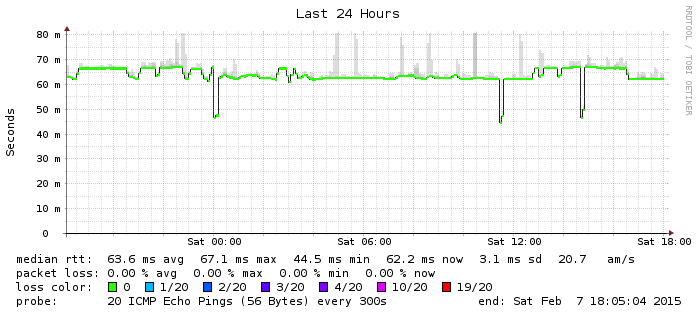 Last 24 Hours
RRDTOOL / TOBI OETIKER
Seconds
80 m
70 m
60 m
50 m
40 m
30 m
20 m
10 m
0
Sat 00:00 Sat 06:00 Sat 12:00 Sat 18:00
median rtt: 63.6 ms avg 67.1 ms max 44.5 ms min 62.2 ms now 3.1 ms sd 20.7 am/s
packet loss: 0.00 % avg 0.00 % max 0.00 % min 0.00 % now
loss color: 0 1/20 2/20 3/20 4/20 10/20 19/20
probe: 20 ICMP Echo Pings (56 Bytes) every 300s end: Sat Feb 7 18:05:04 2015